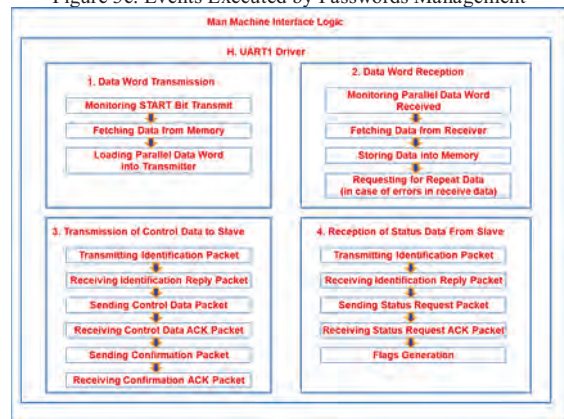 Figure 3c. Events Executed by Passwords Management
Man Machine Interface Logic
H. UART1 Driver
1. Data Word Transmission
Monitoring START Bit Transmit
Fetching Data from Memory
Loading Parallel Data Word
into Transmitter
2. Data Word Reception
Monitoring Parallel Data Word
Received
Fetching Data from Receiver
Storing Data into Memory
Requesting for Repeat Data
(in case of errors in receive data)
3. Transmission of Control Data to Slave
Transmitting Identification Packet
Receiving Identification Reply Packet
Sending Control Data Packet
Receiving Control Data ACK Packet
Sending Confirmation Packet
Receiving Confirmation ACK Packet
4. Reception of Status Data From Slave
Transmitting Identification Packet
Receiving Identification Reply Packet
Sending Status Request Packet
Receiving Status Request ACK Packet
Flags Generation